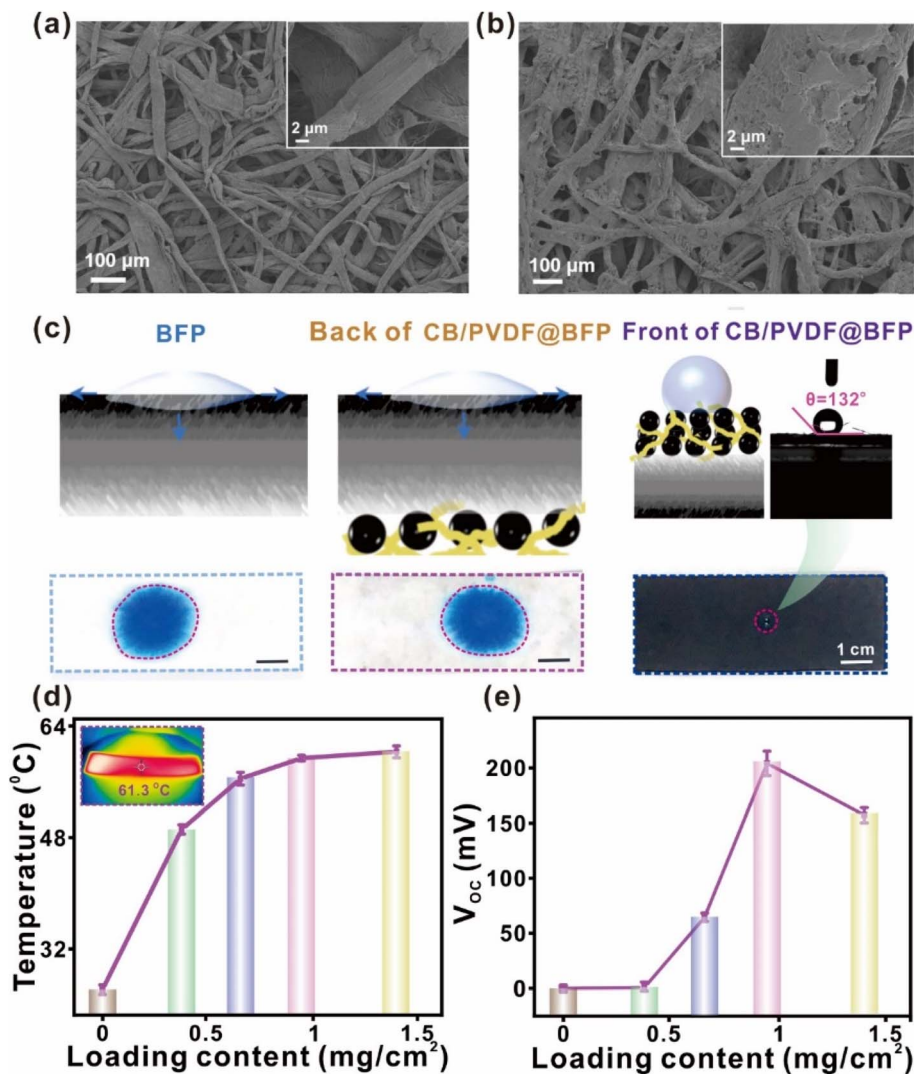 (a)
2 μm
100 μm
(b)
2 μm
100 μm
(c)
BFP
Back of CB/PVDF@BFP
Front of CB/PVDF@BFP
θ=132°
1 cm
(d)
64
48
32
Temperature (⁰C)
61.3 °C
0
0.5
1
1.5
Loading content (mg/cm²)
(e)
200
150
100
50
0
V_OC (mV)
0
0.5
1
1.5
Loading content (mg/cm²)